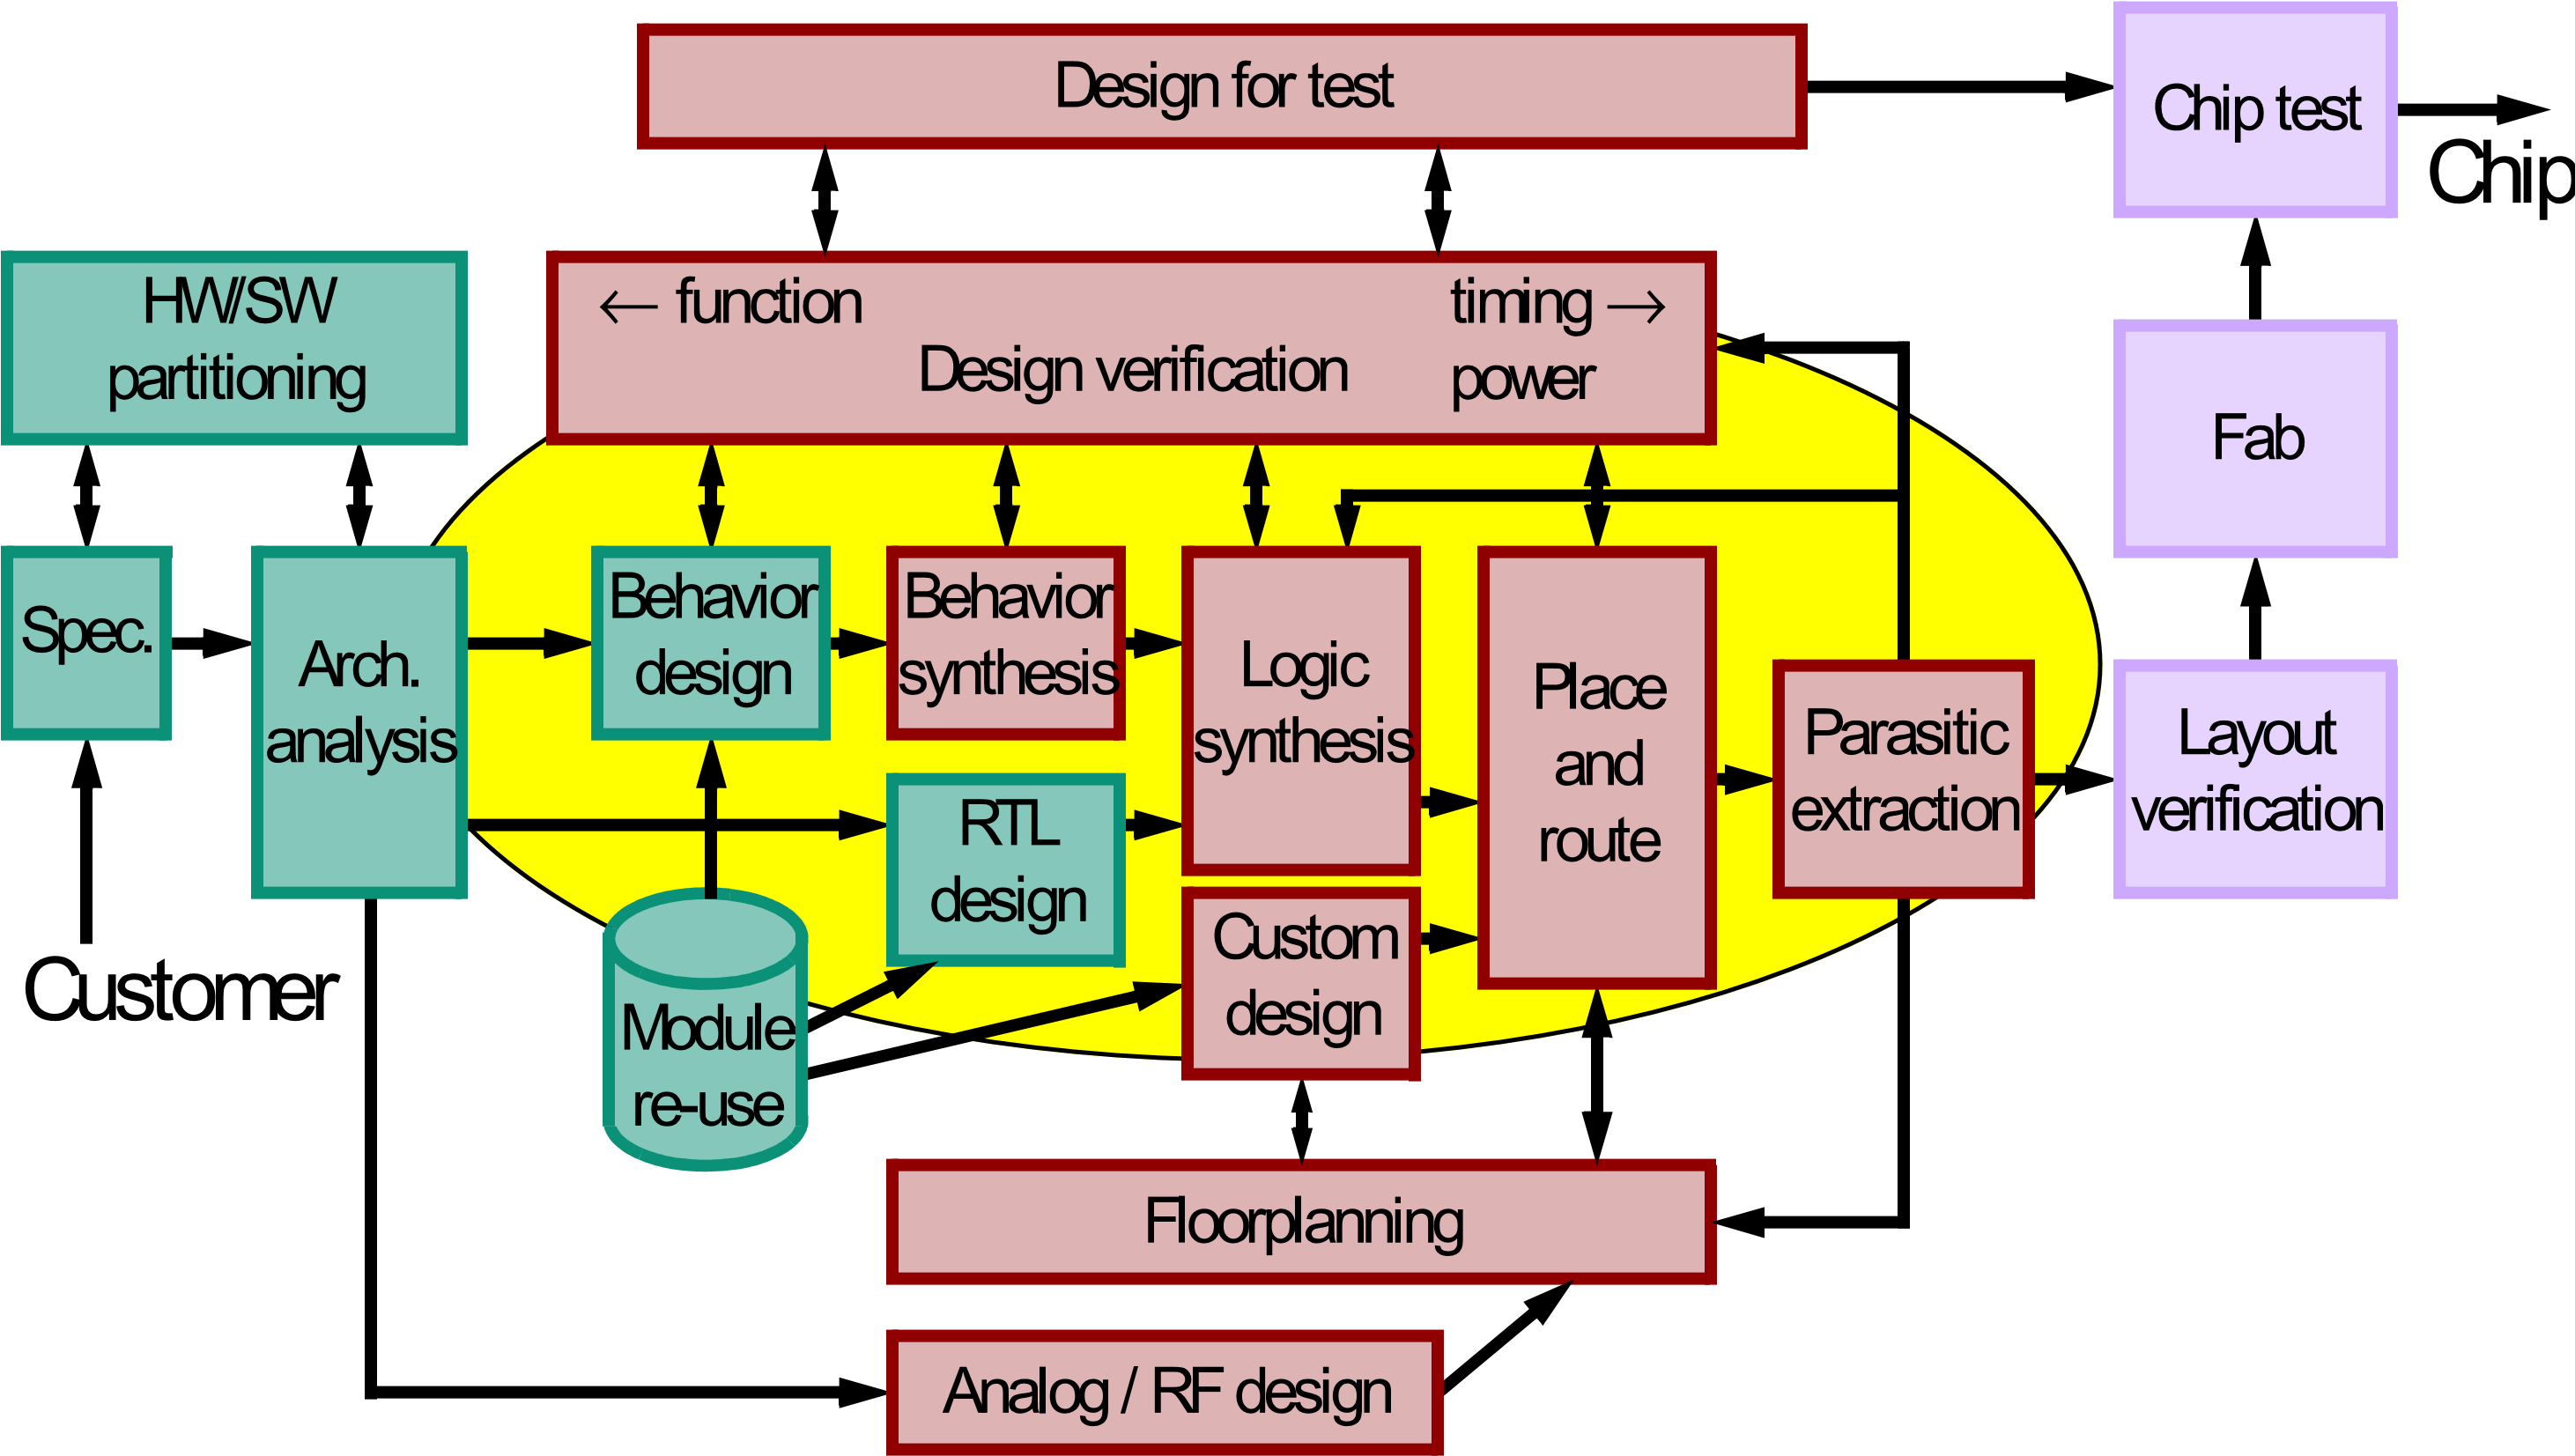 Design for test
Chip test
Chip
HW/SW
partitioning
← function
timing →
Design verification
power
Fab
Spec.
Arch.
analysis
Behavior
design
Behavior
synthesis
Logic
synthesis
Place
and
route
Parasitic
extraction
Layout
verification
RTL
design
Custom
design
Customer
Module
re-use
Floorplanning
Analog / RF design